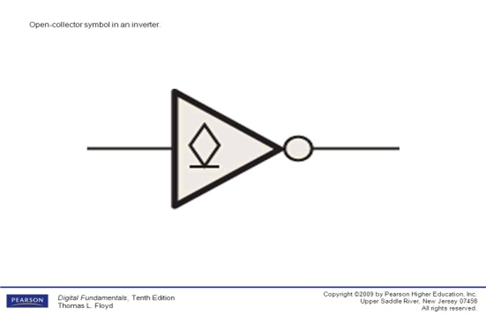 Open-collector symbol in an inverter.
PEARSON
Digital Fundamentals, Tenth Edition
Thomas L. Floyd
Copyright ©2009 by Pearson Higher Education, Inc.
Upper Saddle River, New Jersey 07458
All rights reserved.